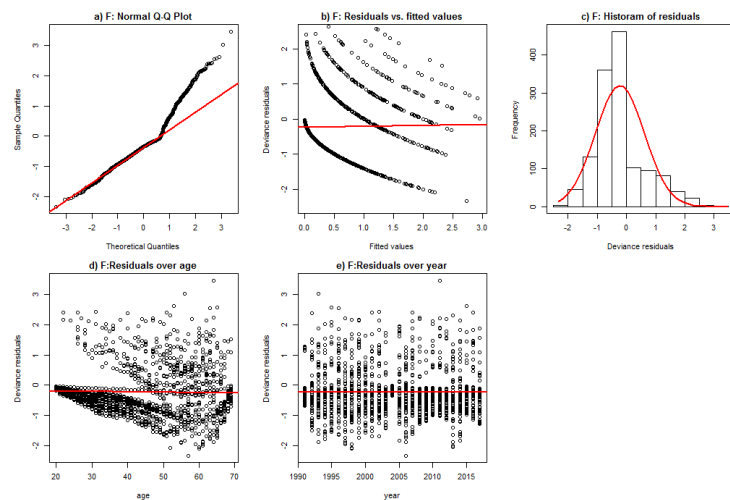 a) F: Normal Q-Q Plot
Sample Quantiles
3
2
1
0
-1
-2
-3 -2 -1 0 1 2 3
Theoretical Quantiles
b) F: Residuals vs. fitted values
Deviance residuals
2
1
0
-1
-2
0.0 0.5 1.0 1.5 2.0 2.5 3.0
Fitted values
c) F: Historam of residuals
Frequency
400
300
200
100
0
-2 -1 0 1 2 3
Deviance residuals
d) F:Residuals over age
Deviance residuals
3
2
1
0
-1
-2
20 30 40 50 60 70
age
e) F:Residuals over year
Deviance residuals
3
2
1
0
-1
-2
1990 1995 2000 2005 2010 2015
year